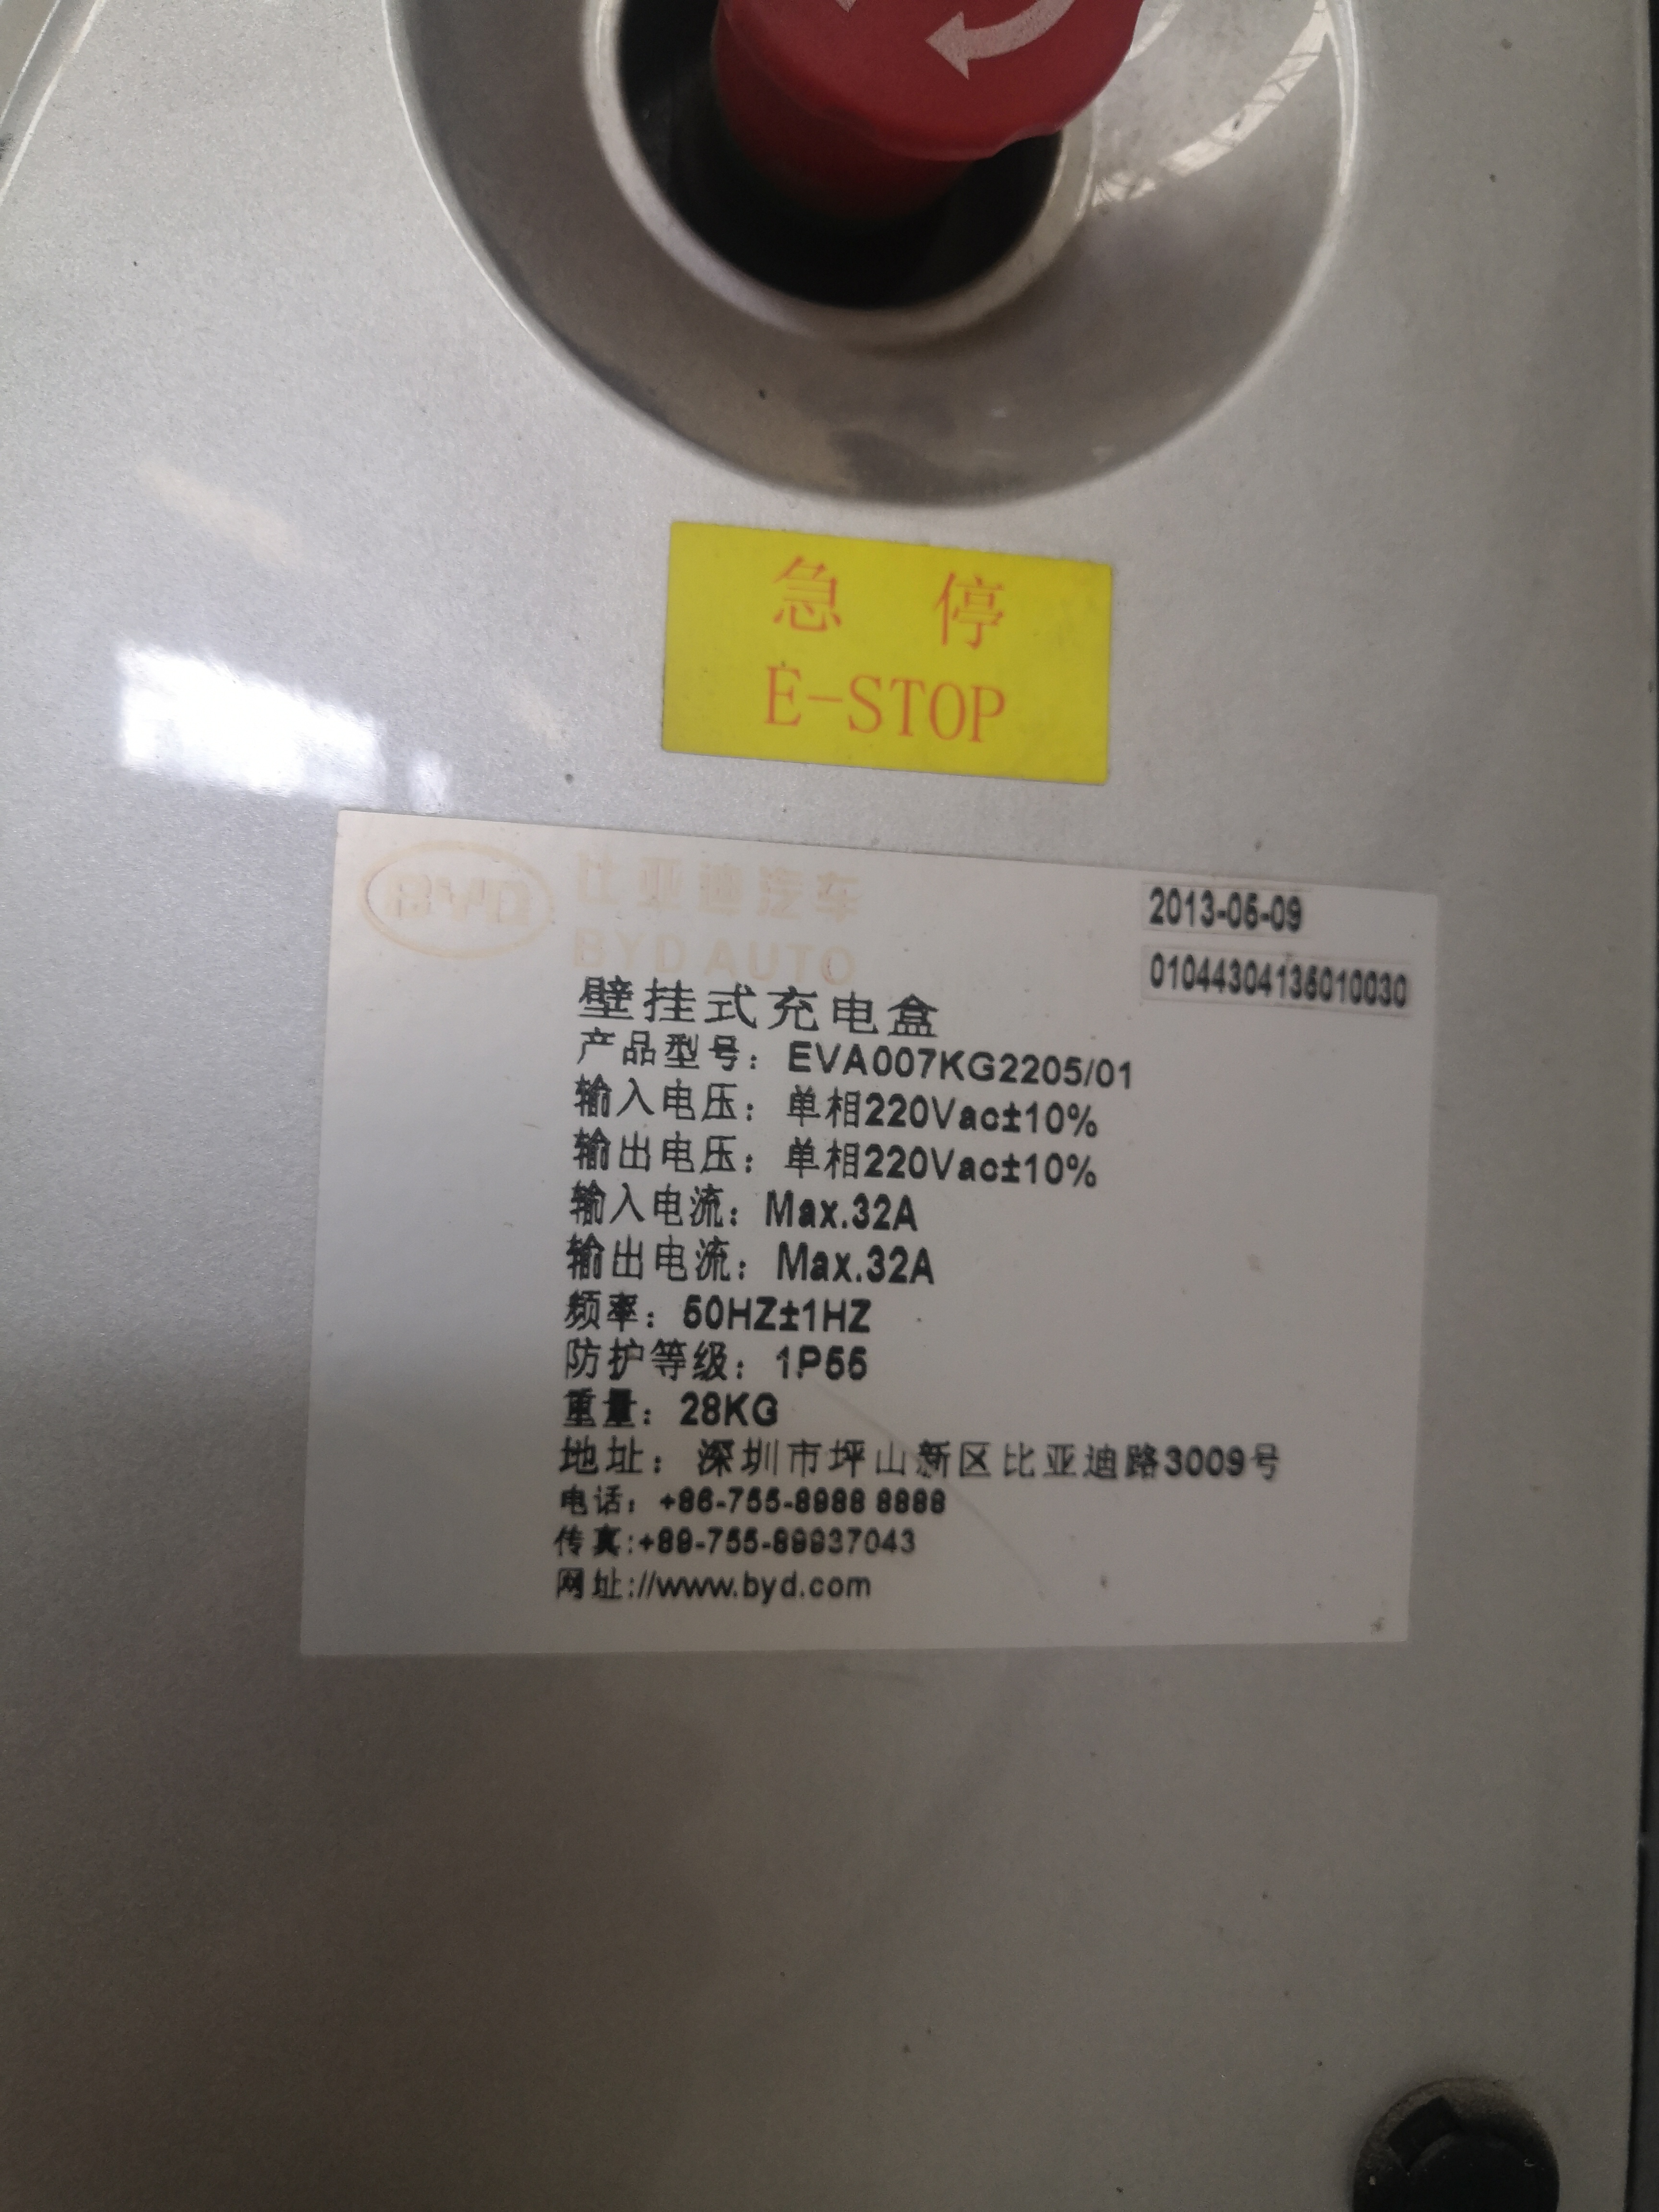 急 停
E-STOP
BYD 比亚迪汽车
BYD AUTO
2013-05-09
01044304135010030
壁挂式充电盒
产品型号：EVA007KG2205/01
输入电压：单相220Vac±10%
输出电压：单相220Vac±10%
输入电流：Max.32A
输出电流：Max.32A
频率：50HZ±1HZ
防护等级：1P55
重量：28KG
地址：深圳市坪山新区比亚迪路3009号
电话：+86-755-8988 8888
传真:+89-755-89937043
网址://www.byd.com